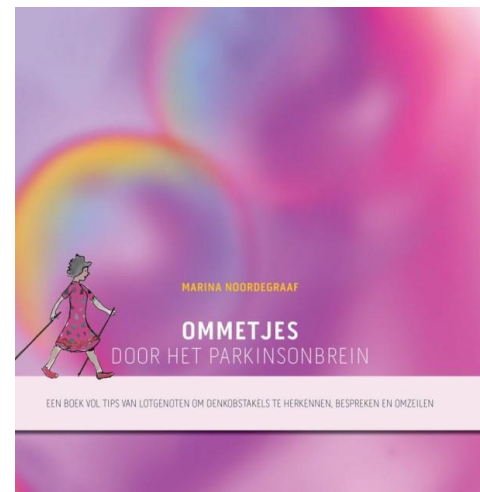 MARINA NOORDEGRAAF
OMMETJES
DOOR HET PARKINSONBREIN
EEN BOEK VOL TIPS VAN LOTGENOTEN OM DENKOBSTAKELS TE HERKENNEN, BESPREKEN EN OMZEILEN